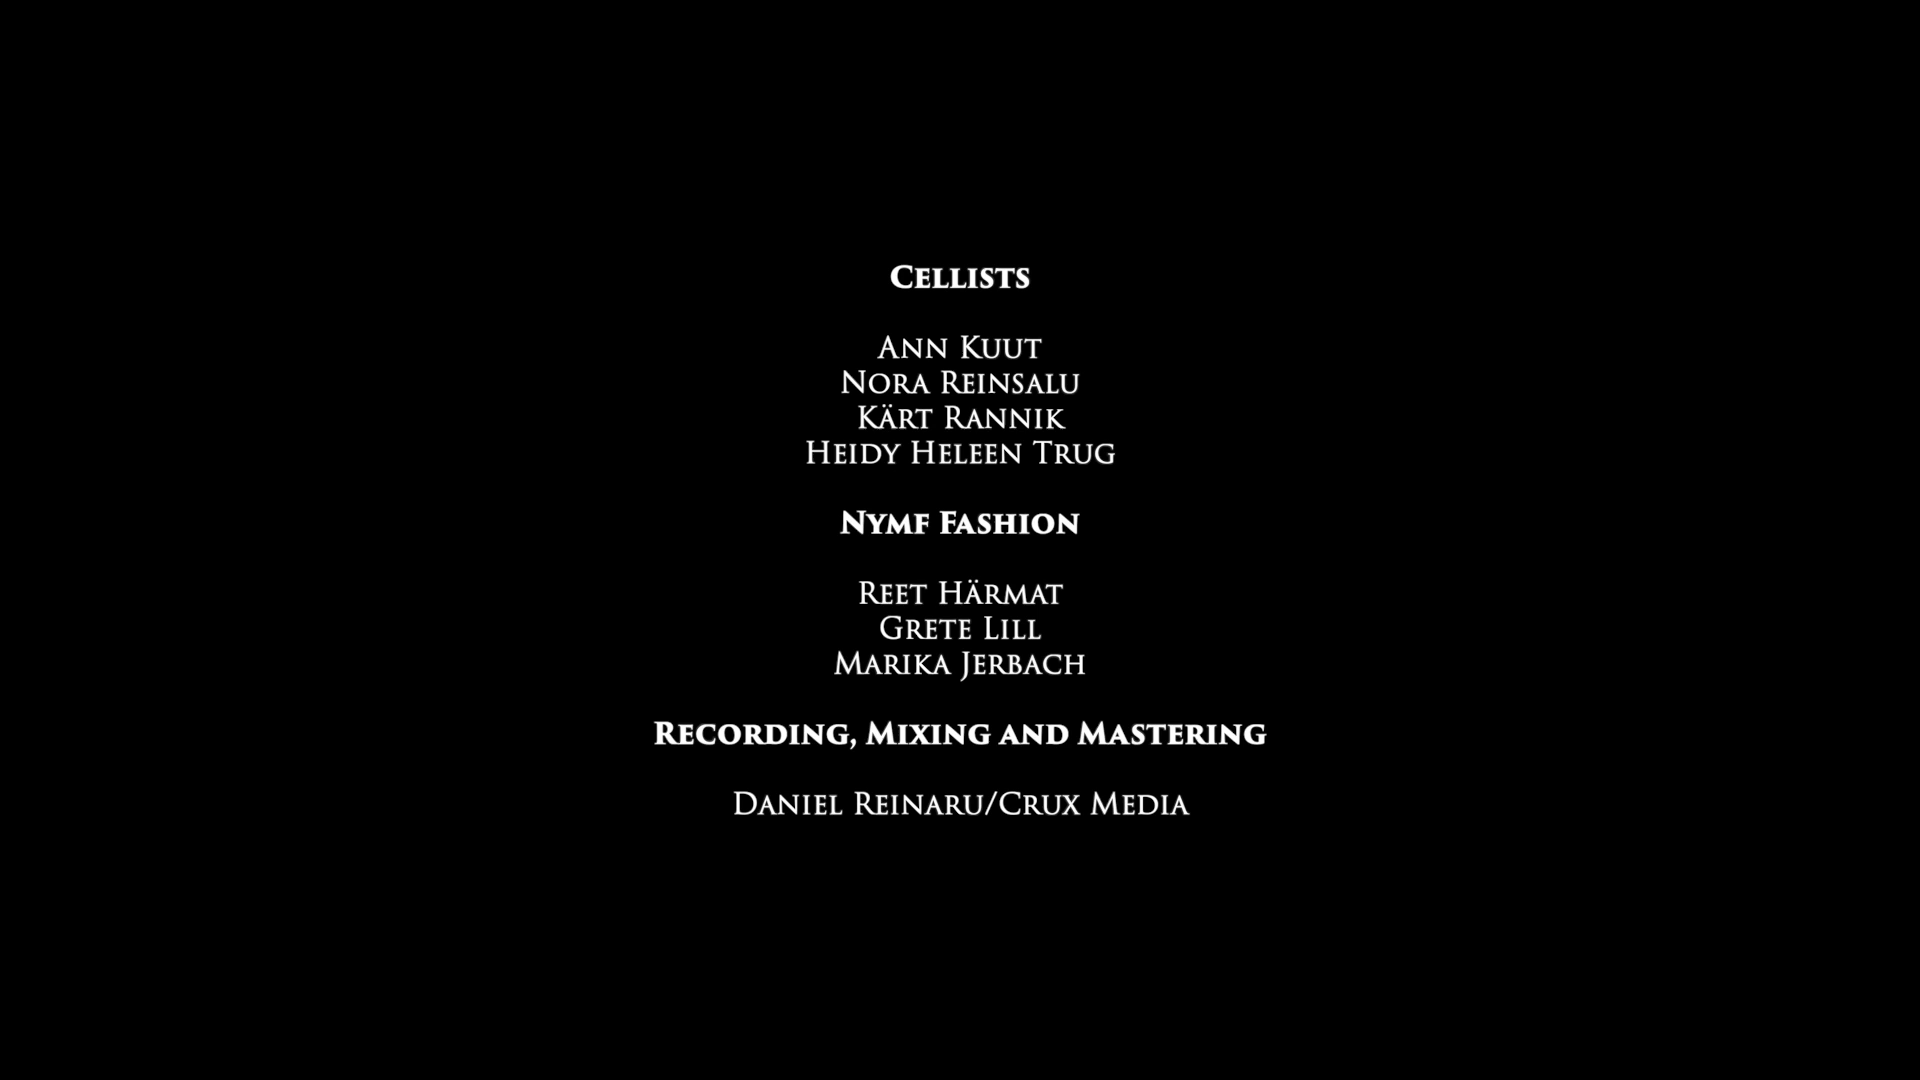 Cellists
Ann Kuut
Nora Reinsalu
Kärt Rannik
Heidy Heleen Trug
Nymf Fashion
Reet Härmat
Grete Lill
Marika Jerbach
Recording, Mixing and Mastering
Daniel Reinaru/Crux Media